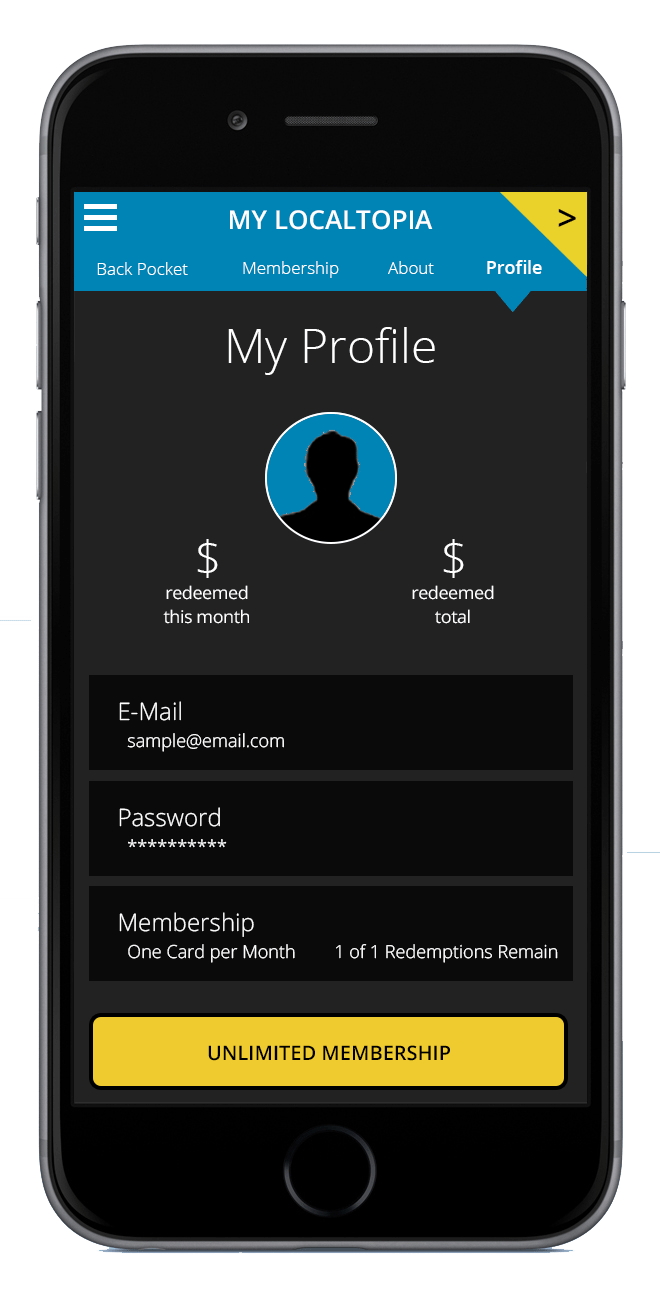 MY LOCALTOPIA
>
Back Pocket Membership About Profile
My Profile
$ $
redeemed redeemed
this month total
E-Mail
sample@email.com
Password
**********
Membership
One Card per Month 1 of 1 Redemptions Remain
UNLIMITED MEMBERSHIP